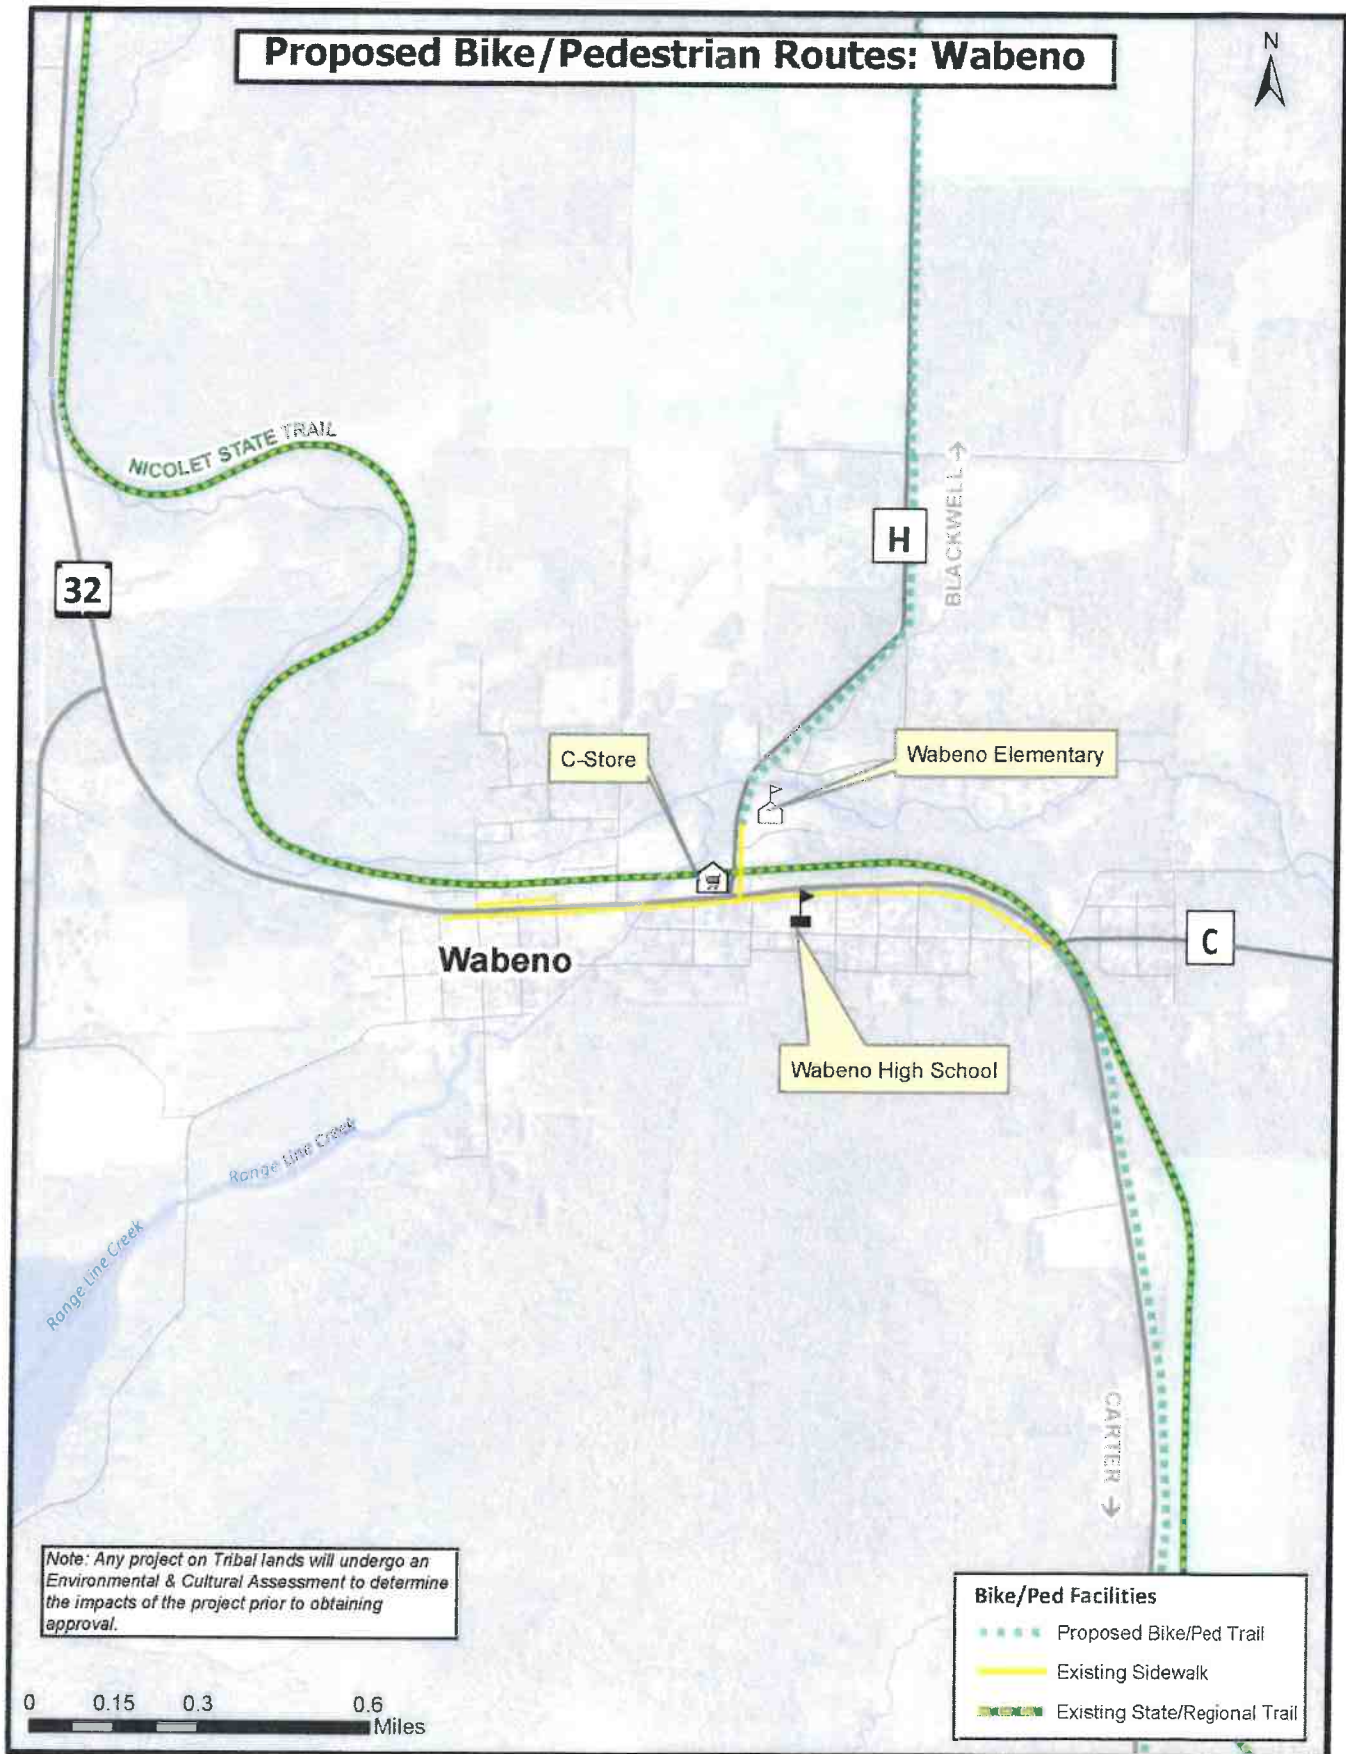 Proposed Bike/Pedestrian Routes: Wabeno
N
NICOLET STATE TRAIL
32
H
BLACKWELL →
C-Store
Wabeno Elementary
C
Wabeno
Wabeno High School
Range Line Creek
Range Line Creek
CARTER →
Note: Any project on Tribal lands will undergo an
Environmental & Cultural Assessment to determine
the impacts of the project prior to obtaining
approval.
Bike/Ped Facilities
Proposed Bike/Ped Trail
Existing Sidewalk
Existing State/Regional Trail
0 0.15 0.3 0.6
Miles